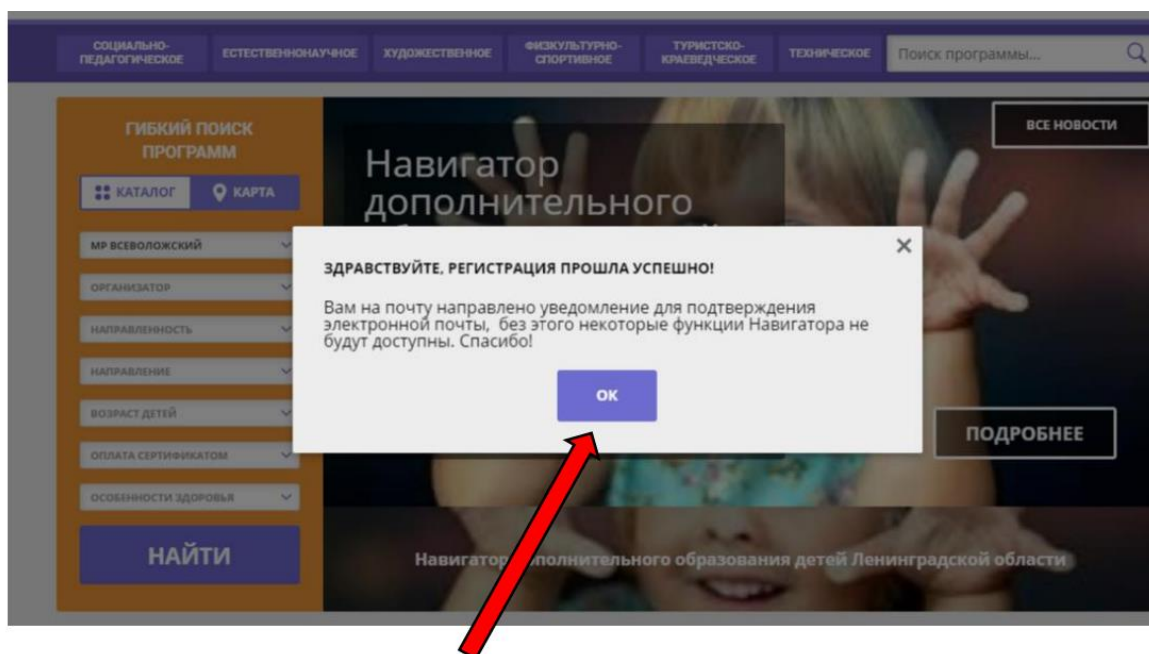 СОЦИАЛЬНО-
ПЕДАГОГИЧЕСКОЕ
ЕСТЕСТВЕННОНАУЧНОЕ
ХУДОЖЕСТВЕННОЕ
ФИЗКУЛЬТУРНО-
СПОРТИВНОЕ
ТУРИСТСКО-
КРАЕВЕДЧЕСКОЕ
ТЕХНИЧЕСКОЕ
Поиск программы...
ГИБКИЙ ПОИСК
ПРОГРАММ
КАТАЛОГ
КАРТА
МР ВСЕВОЛОЖСКИЙ
ОРГАНИЗАТОР
НАПРАВЛЕННОСТЬ
НАПРАВЛЕНИЕ
ВОЗРАСТ ДЕТЕЙ
ОПЛАТА СЕРТИФИКАТОМ
ОСОБЕННОСТИ ЗДОРОВЬЯ
НАЙТИ
Навигатор
дополнительного
ВСЕ НОВОСТИ
ЗДРАВСТВУЙТЕ, РЕГИСТРАЦИЯ ПРОШЛА УСПЕШНО!
Вам на почту направлено уведомление для подтверждения
электронной почты, без этого некоторые функции Навигатора не
будут доступны. Спасибо!
ОК
ПОДРОБНЕЕ
Навигатор дополнительного образования детей Ленинградской области